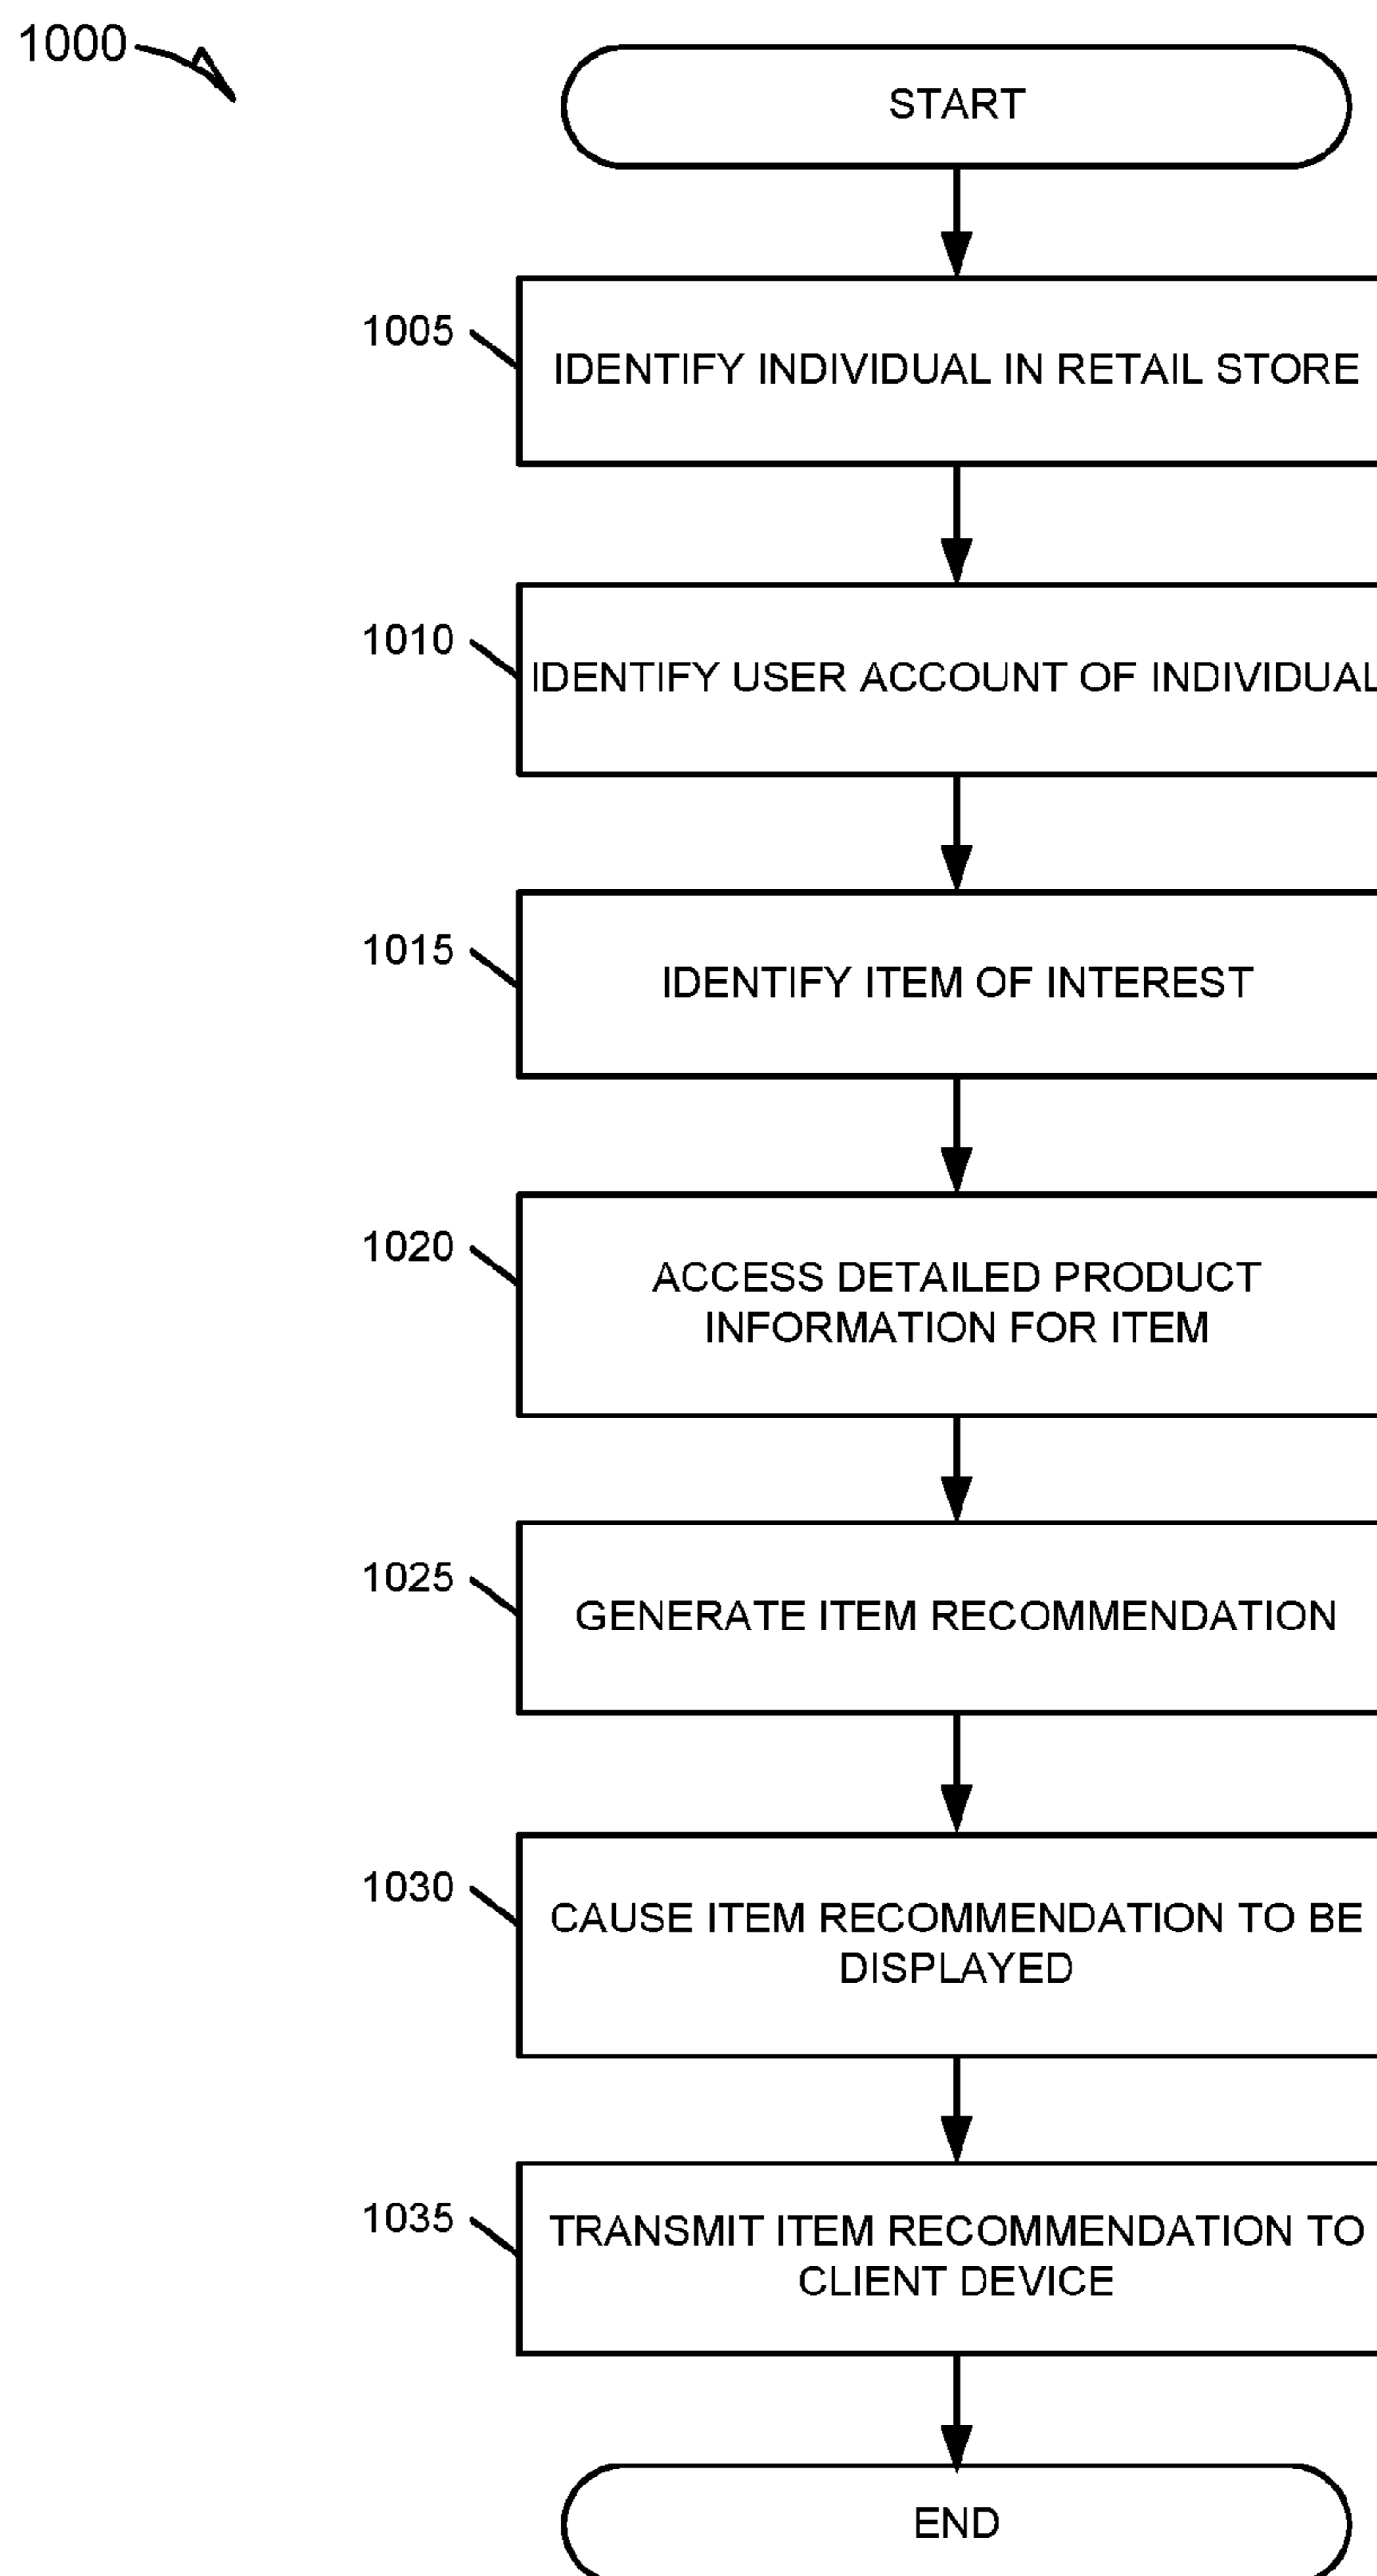 1000
START
1005
IDENTIFY INDIVIDUAL IN RETAIL STORE
1010
IDENTIFY USER ACCOUNT OF INDIVIDUAL
1015
IDENTIFY ITEM OF INTEREST
1020
ACCESS DETAILED PRODUCT
INFORMATION FOR ITEM
1025
GENERATE ITEM RECOMMENDATION
1030
CAUSE ITEM RECOMMENDATION TO BE
DISPLAYED
1035
TRANSMIT ITEM RECOMMENDATION TO
CLIENT DEVICE
END